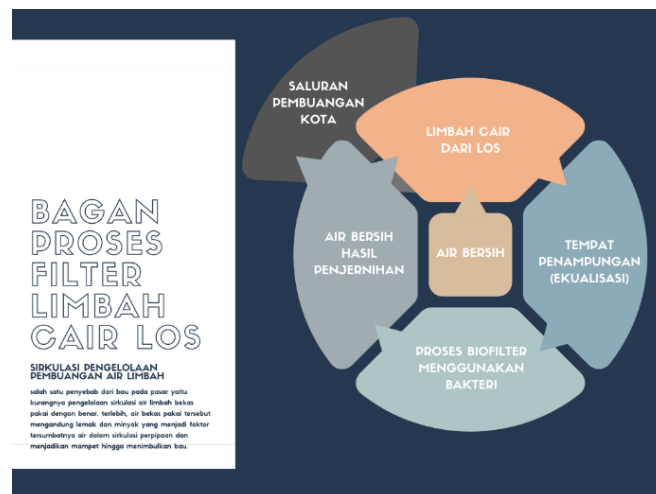 BAGAN
PROSES
FILTER
LIMBAH
CAIR LOS
SIRKULASI PENGELOLAAN
PEMBUANGAN AIR LIMBAH
salah satu penyebab dari bau pada pasar yaitu
kurangnya pengelolaan sirkulasi air limbah bekas
pakai dengan benar. terlebih, air bekas pakai tersebut
mengandung lemak dan minyak yang menjadi faktor
tersumbatnya air dalam sirkulasi perpipaan dan
menjadikan mampet hingga menimbulkan bau.
SALURAN
PEMBUANGAN
KOTA
LIMBAH CAIR
DARI LOS
AIR BERSIH
HASIL
PENJERNIHAN
AIR BERSIH
TEMPAT
PENAMPUNGAN
(EKUALISASI)
PROSES BIOFILTER
MENGGUNAKAN
BAKTERI